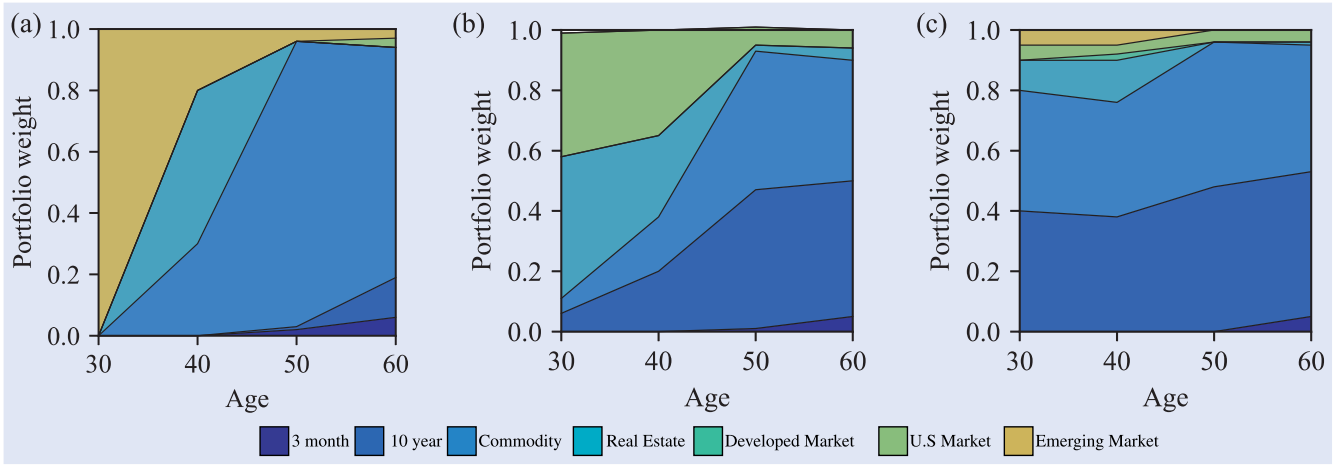 (a)
1.0
0.8
0.6
0.4
0.2
0.0
Portfolio weight
30 40 50 60
Age
(b)
1.0
0.8
0.6
0.4
0.2
0.0
Portfolio weight
30 40 50 60
Age
(c)
1.0
0.8
0.6
0.4
0.2
0.0
Portfolio weight
30 40 50 60
Age
3 month 10 year Commodity Real Estate Developed Market U.S Market Emerging Market